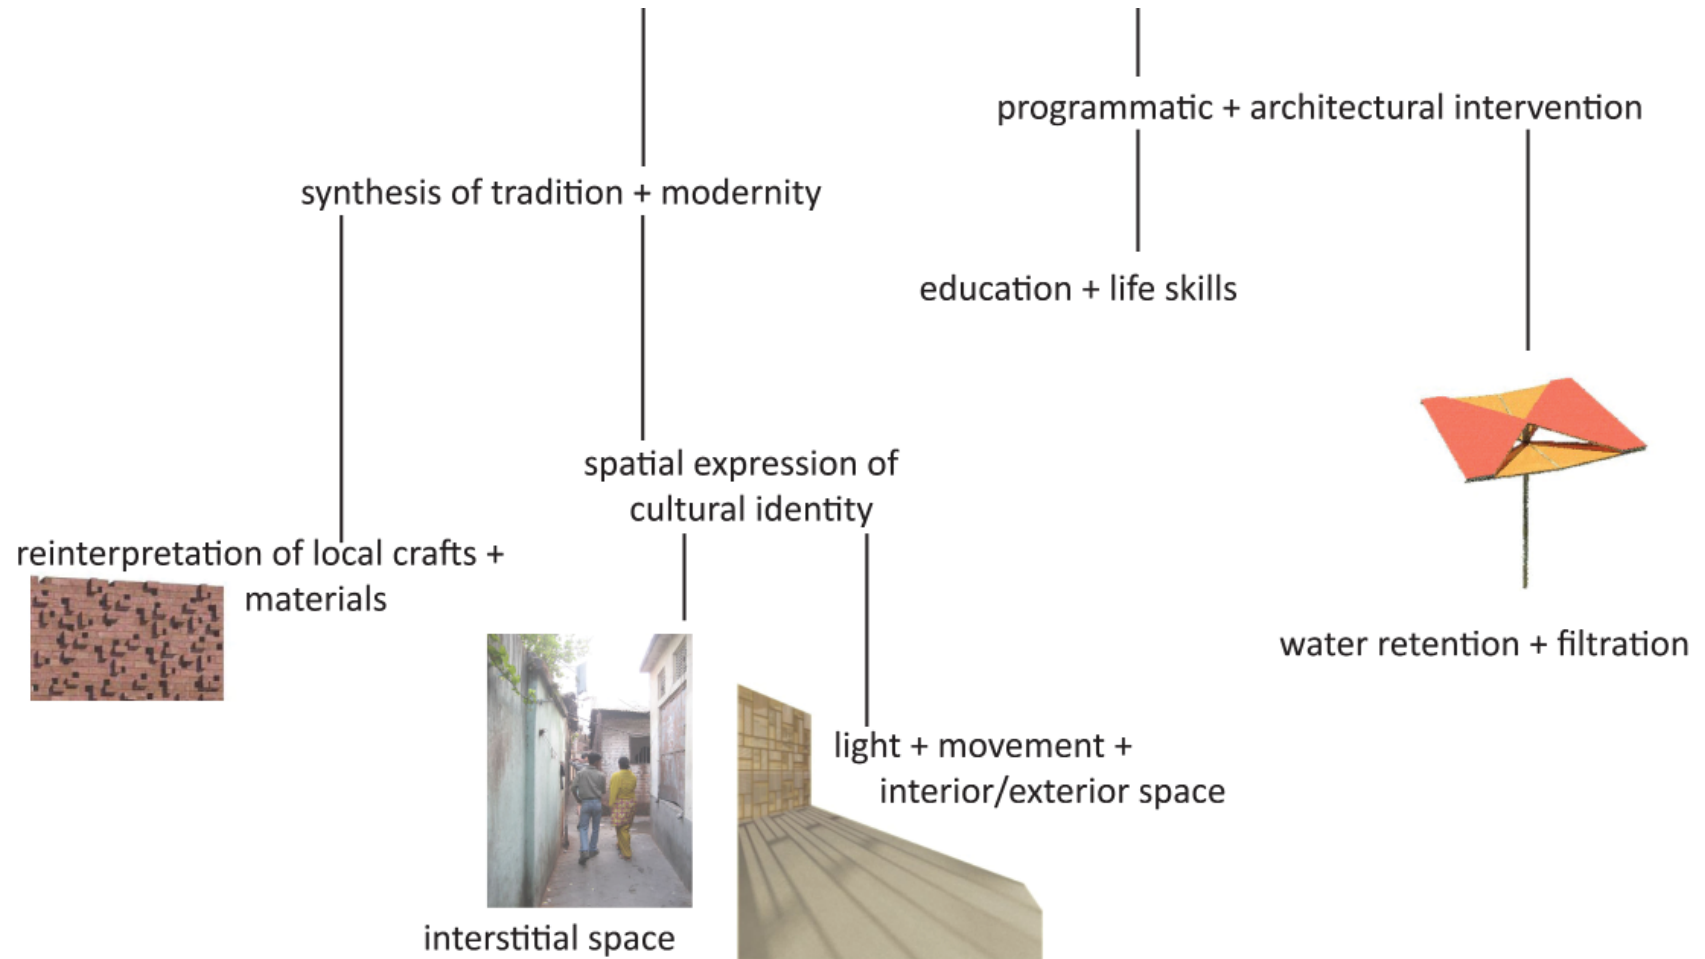 programmatic + architectural intervention
synthesis of tradition + modernity
education + life skills
spatial expression of
cultural identity
reinterpretation of local crafts +
materials
water retention + filtration
light + movement +
interior/exterior space
interstitial space